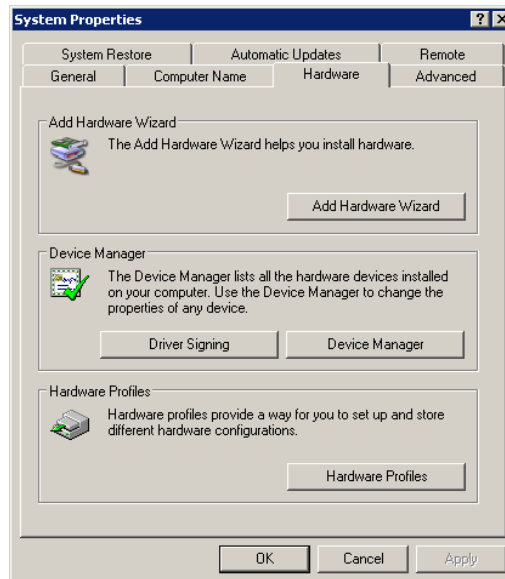 System Properties
System Restore Automatic Updates Remote
General Computer Name Hardware Advanced
Add Hardware Wizard
The Add Hardware Wizard helps you install hardware.
Add Hardware Wizard
Device Manager
The Device Manager lists all the hardware devices installed
on your computer. Use the Device Manager to change the
properties of any device.
Driver Signing Device Manager
Hardware Profiles
Hardware profiles provide a way for you to set up and store
different hardware configurations.
Hardware Profiles
OK Cancel Apply